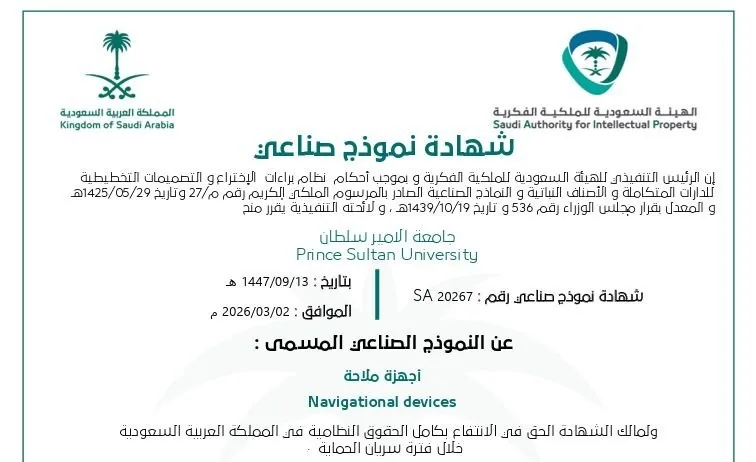 المملكة العربية السعودية
Kingdom of Saudi Arabia
الهيئة السعودية للملكية الفكرية
Saudi Authority for Intellectual Property
شهادة نموذج صناعي
إن الرئيس التنفيذي للهيئة السعودية للملكية الفكرية و بموجب أحكام نظام براءات الإختراع و التصميمات التخطيطية
للدارات المتكاملة و الأصناف النباتية و النماذج الصناعية الصادر بالمرسوم الملكي الكريم رقم م/27 وتاريخ 1425/05/29هـ
و المعدل بقرار مجلس الوزراء رقم 536 و تاريخ 1439/10/19هـ ، و لائحته التنفيذية يقرر منح
جامعة الامير سلطان
Prince Sultan University
شهادة نموذج صناعي رقم : SA 20267
بتاريخ : 1447/09/13 هـ
الموافق : 2026/03/02 م
عن النموذج الصناعي المسمى :
أجهزة ملاحة
Navigational devices
ولمالك الشهادة الحق في الانتفاع بكامل الحقوق النظامية في المملكة العربية السعودية
خلال فترة سريان الحماية .